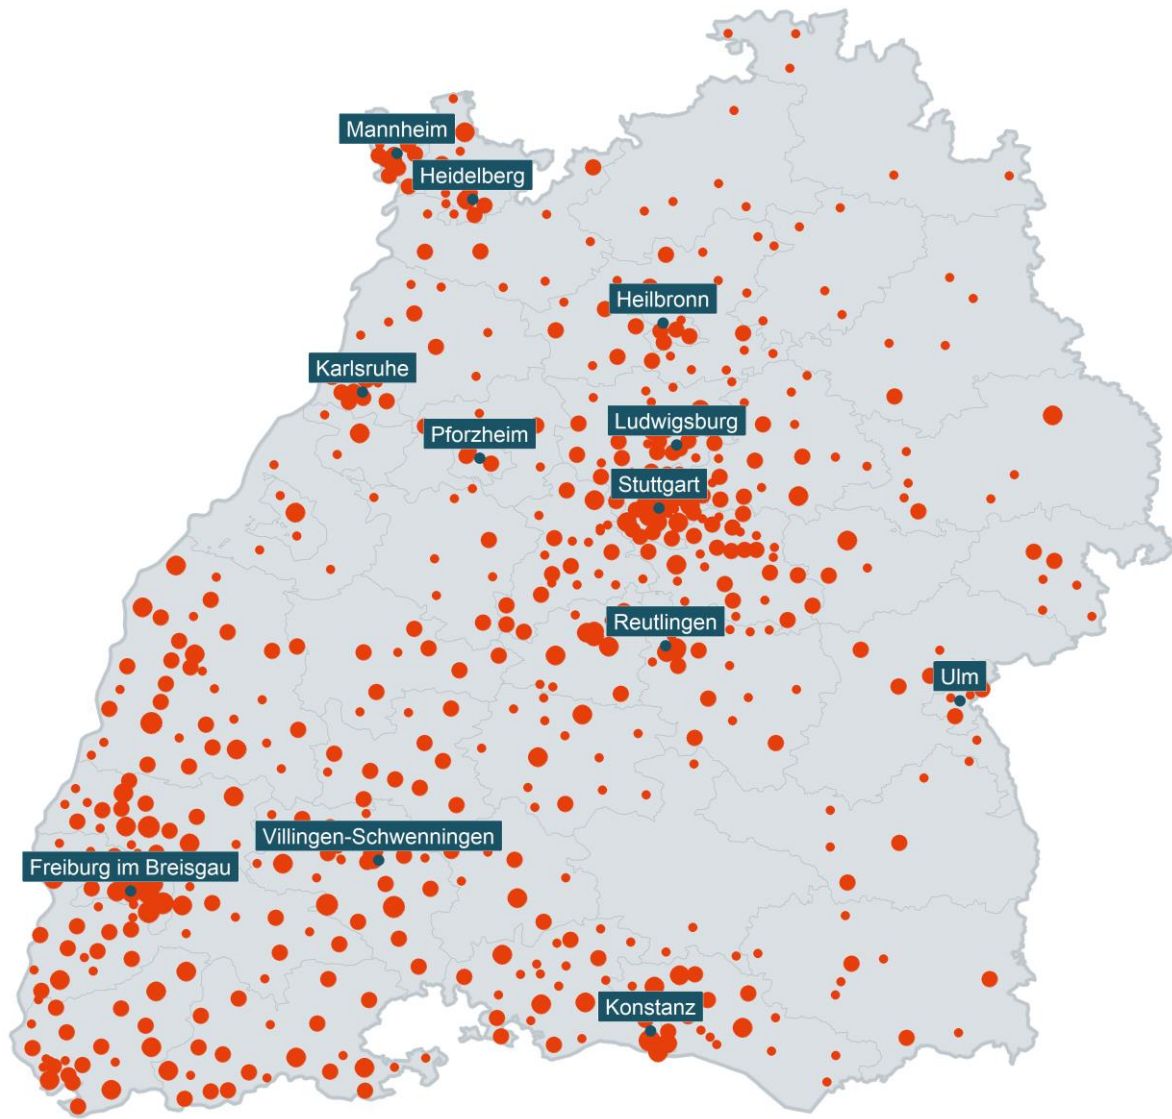 Mannheim
Heidelberg
Heilbronn
Karlsruhe
Ludwigsburg
Pforzheim
Stuttgart
Reutlingen
Ulm
Villingen-Schwenningen
Freiburg im Breisgau
Konstanz